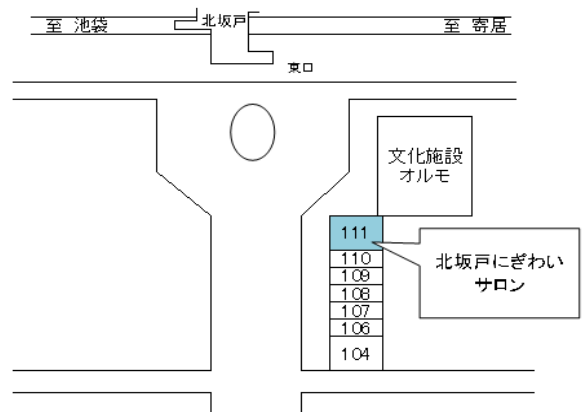 至 池袋
北坂戸
至 寄居
東口
文化施設
オルモ
111
北坂戸にぎわい
サロン
110
109
108
107
106
104